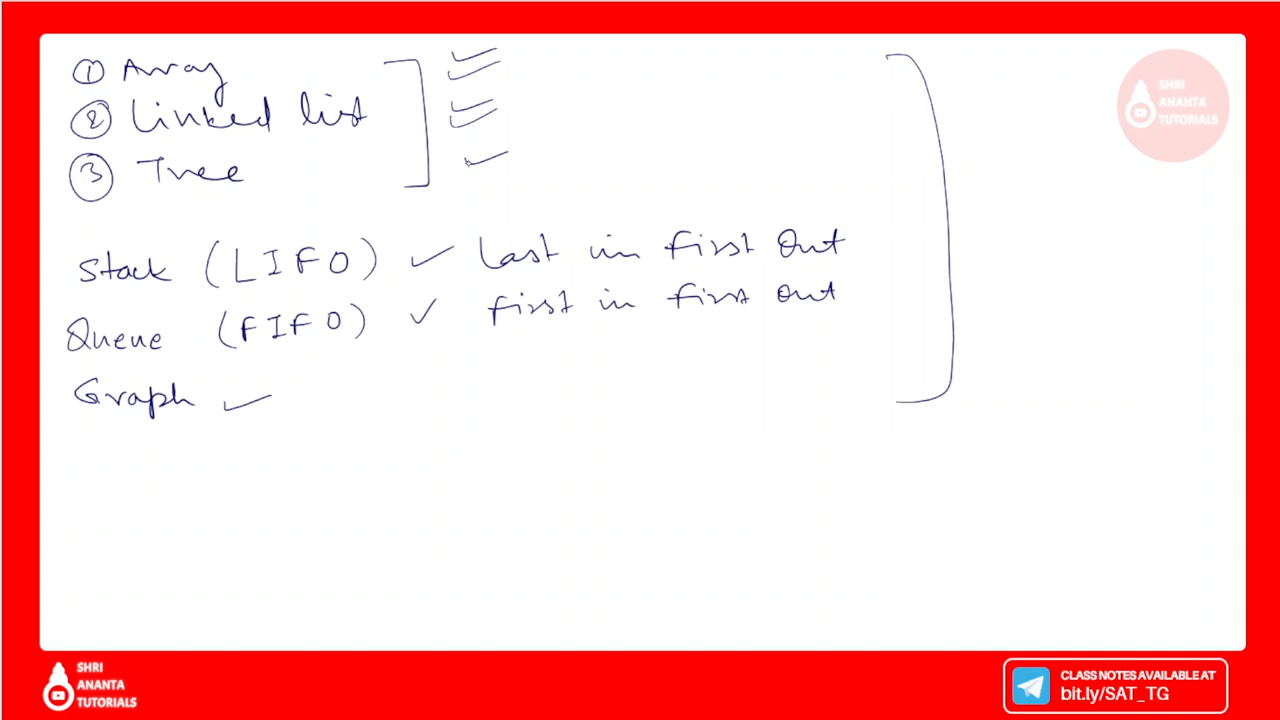 ① Array
② Linked list
③ Tree
Stack (LIFO) ✓ Last in first Out
Queue (FIFO) ✓ first in first out
Graph ✓
SHRI
ANANTA
TUTORIALS
SHRI
ANANTA
TUTORIALS
CLASS NOTES AVAILABLE AT
bit.ly/SAT_TG